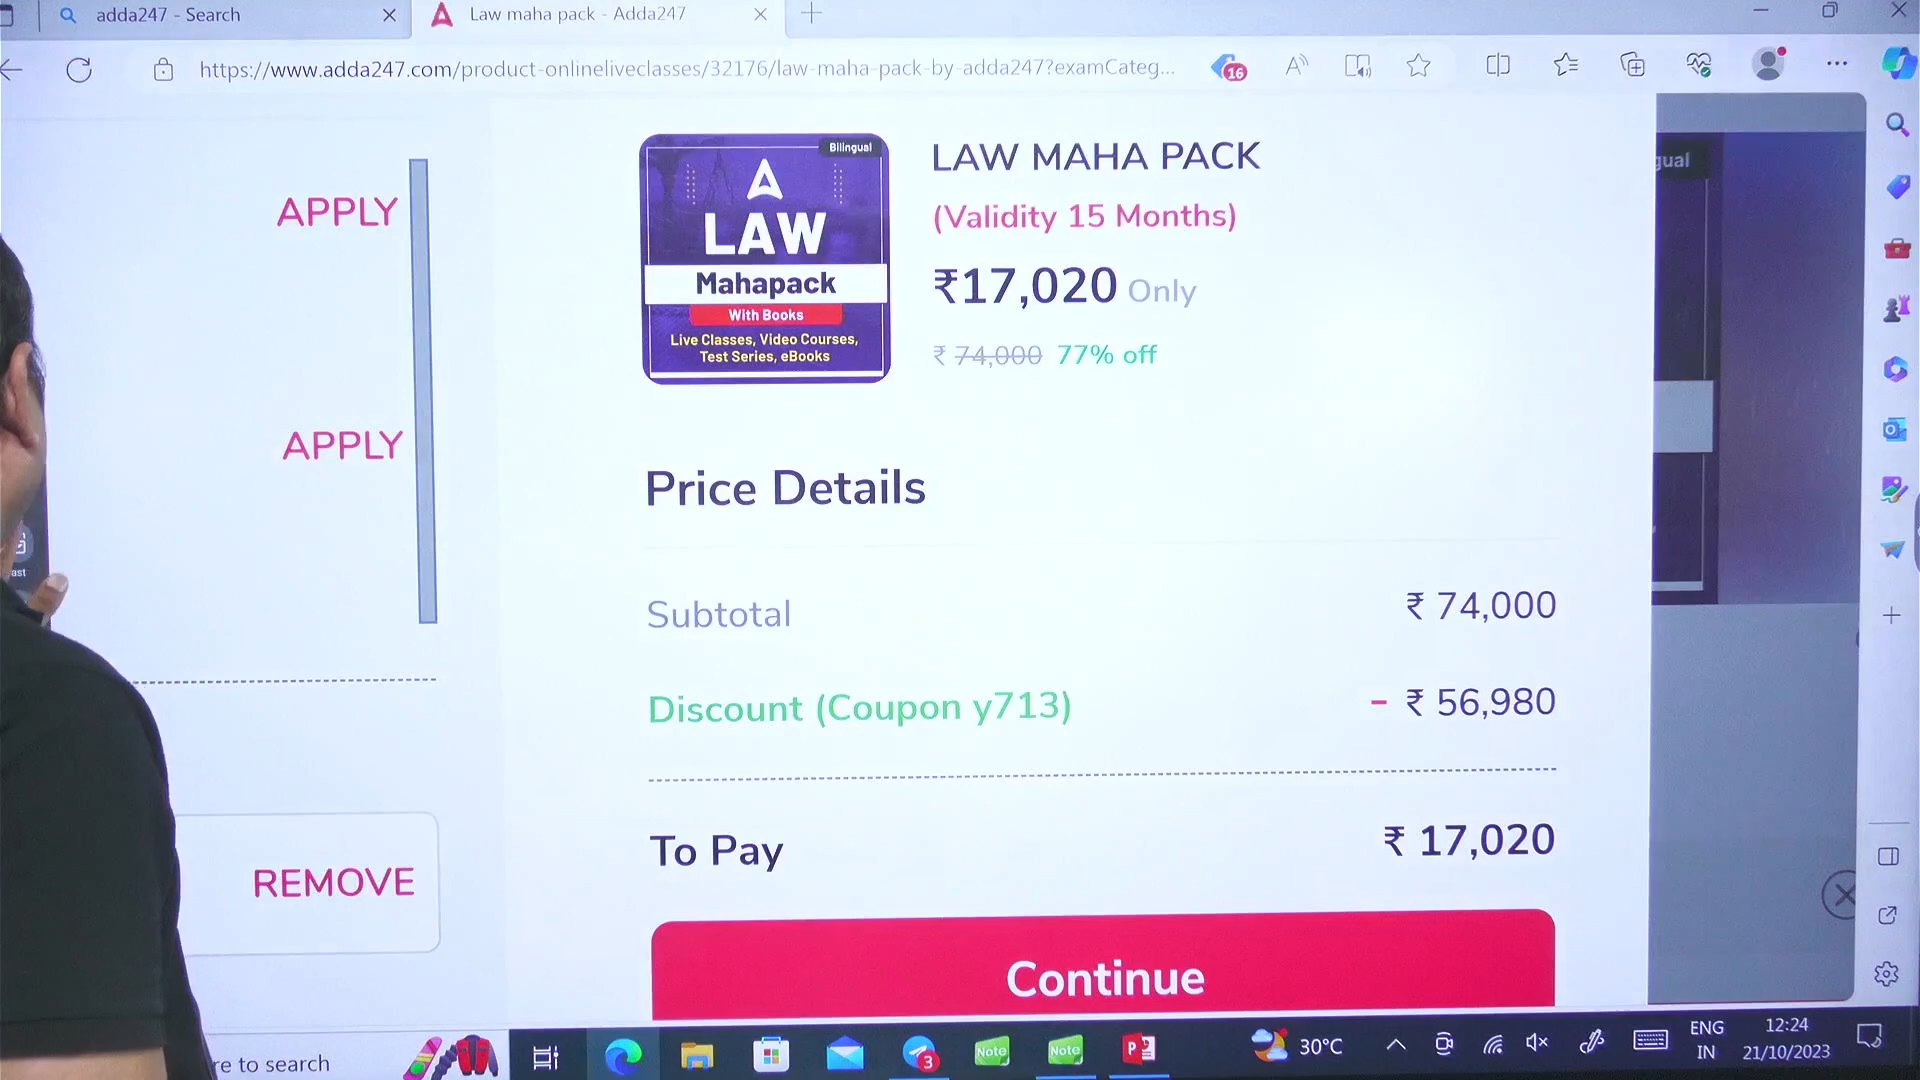 adda247 - Search
Law maha pack - Adda247
https://www.adda247.com/product-onlineliveclasses/32176/law-maha-pack-by-adda247?examCateg...
16
APPLY
APPLY
REMOVE
Bilingual
LAW
Mahapack
With Books
Live Classes, Video Courses,
Test Series, eBooks
LAW MAHA PACK
(Validity 15 Months)
₹17,020 Only
₹ 74,000 77% off
gual
Price Details
Subtotal
₹ 74,000
Discount (Coupon y713)
- ₹ 56,980
To Pay
₹ 17,020
Continue
re to search
3
Note
Note
30°C
ENG
IN
12:24
21/10/2023